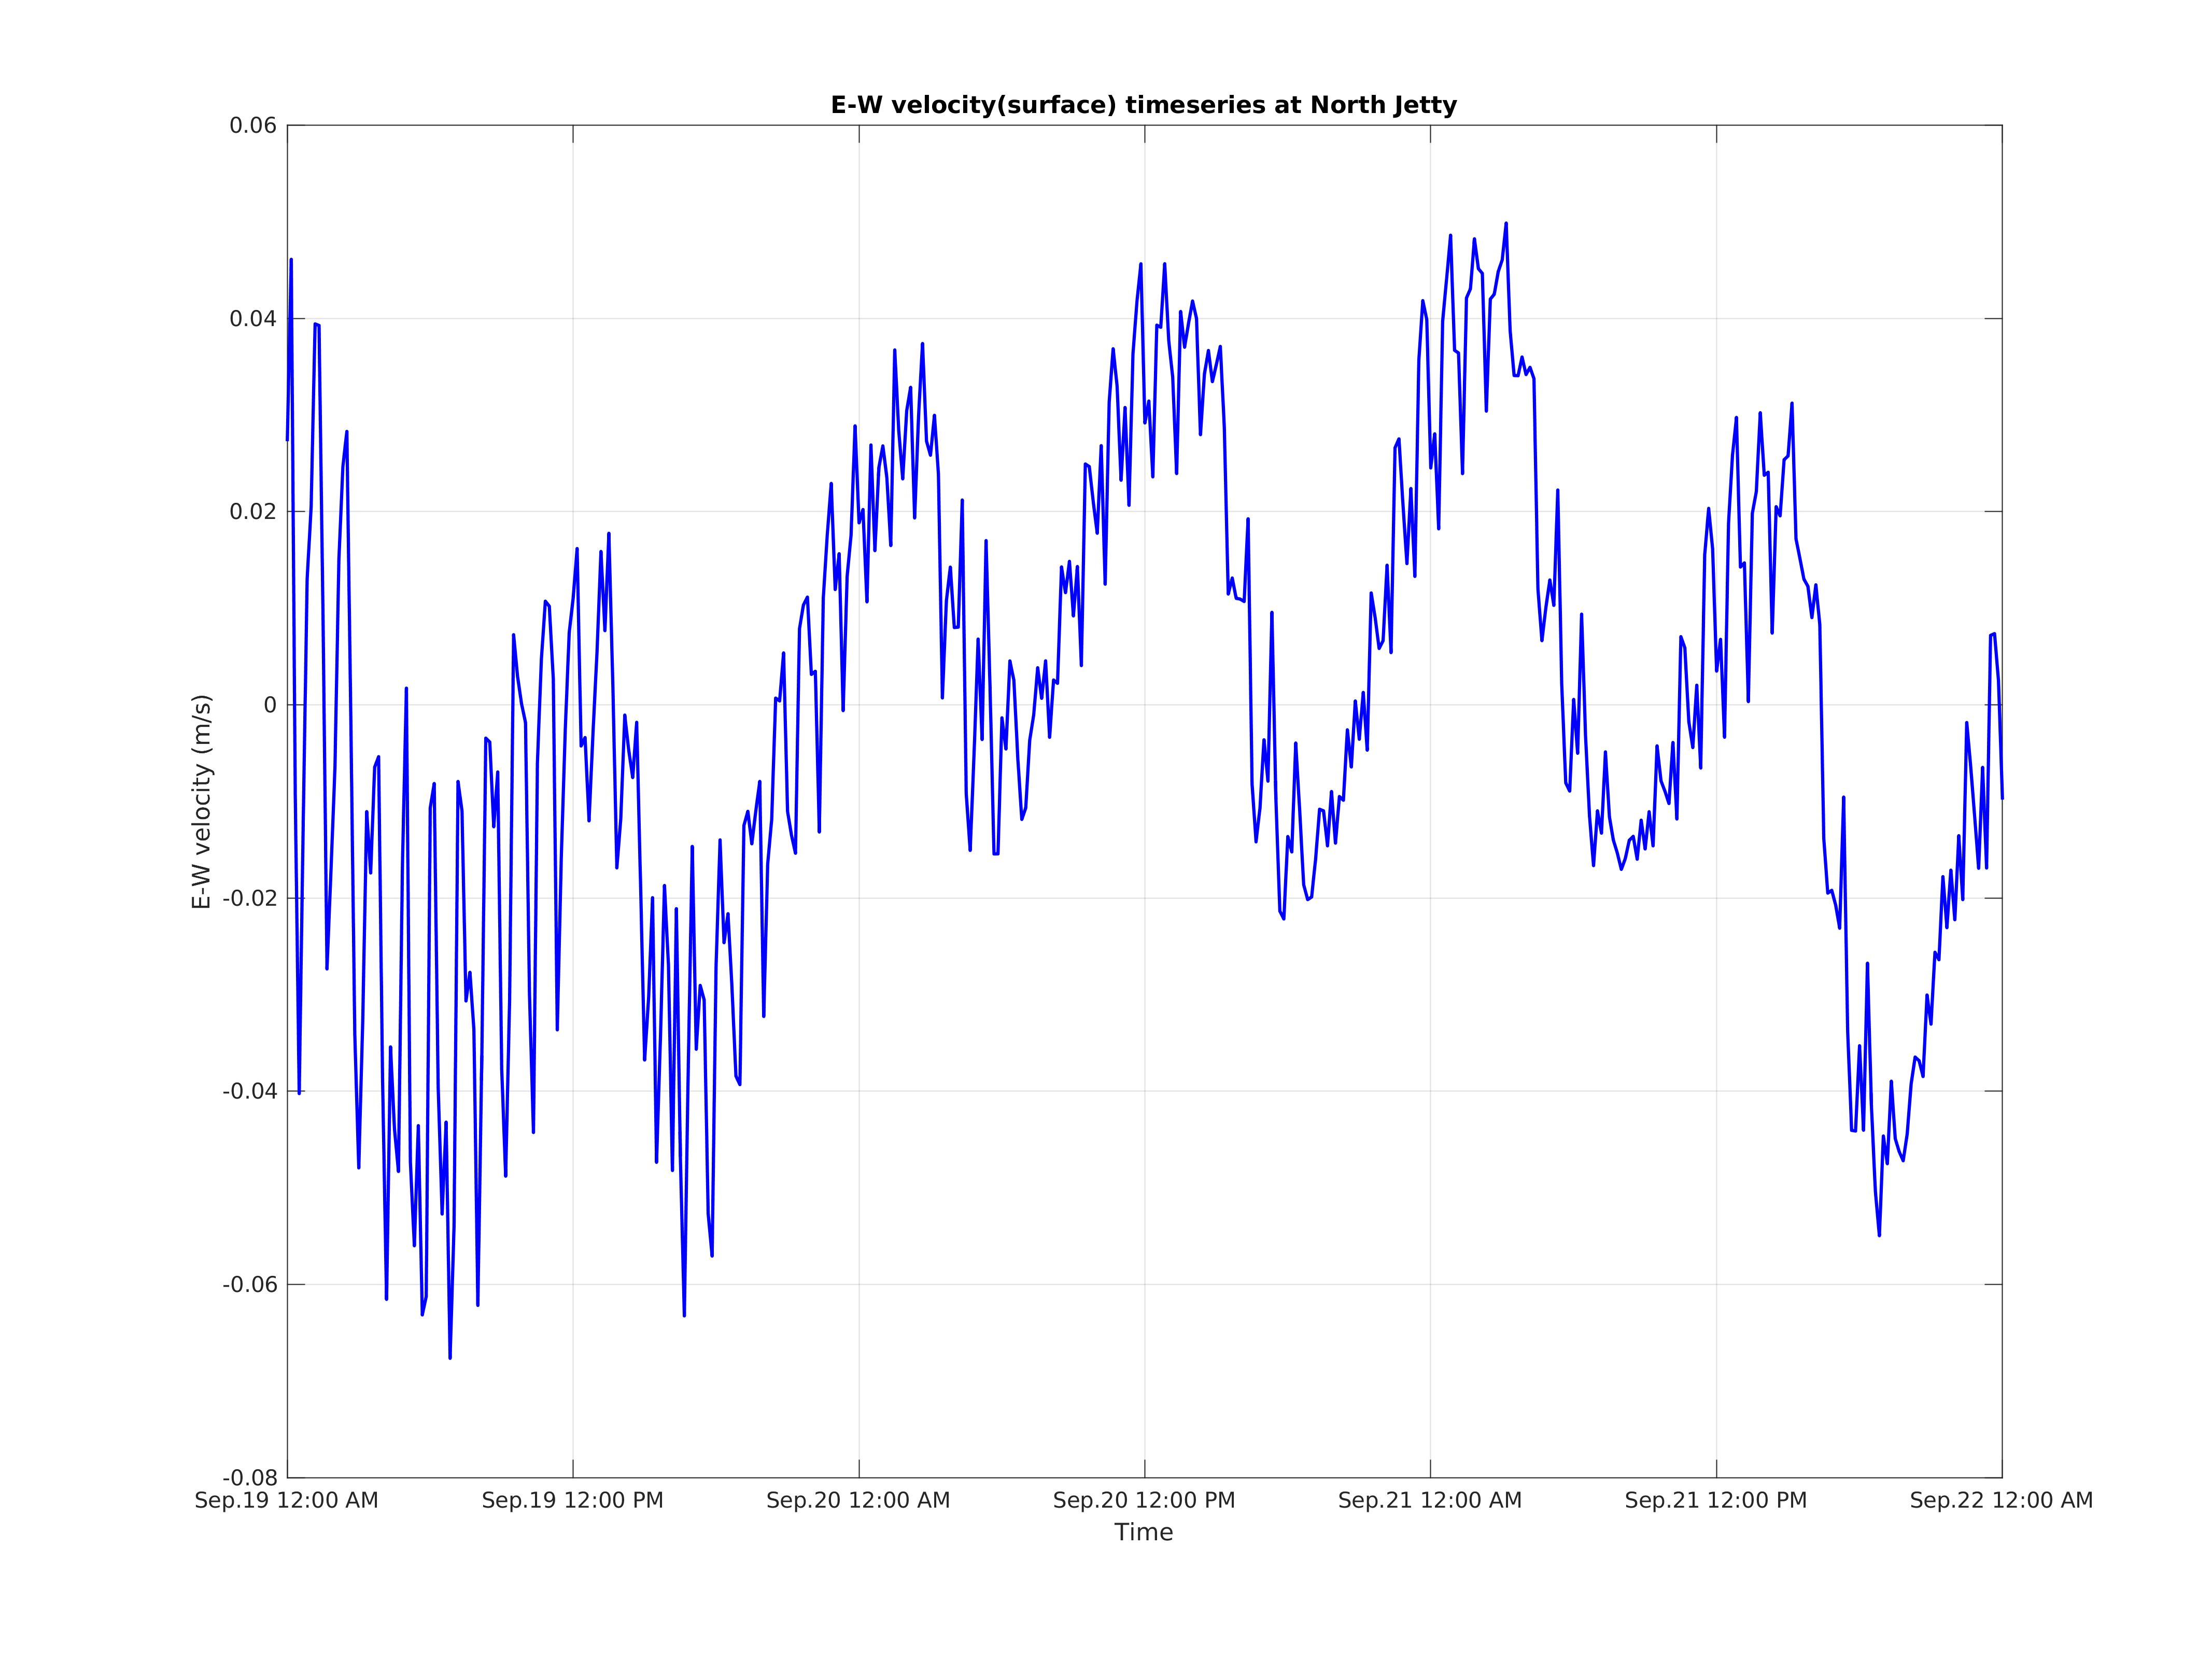 E-W velocity(surface) timeseries at North Jetty
E-W velocity (m/s)
0.06
0.04
0.02
0
-0.02
-0.04
-0.06
-0.08
Sep.19 12:00 AM
Sep.19 12:00 PM
Sep.20 12:00 AM
Sep.20 12:00 PM
Sep.21 12:00 AM
Sep.21 12:00 PM
Sep.22 12:00 AM
Time